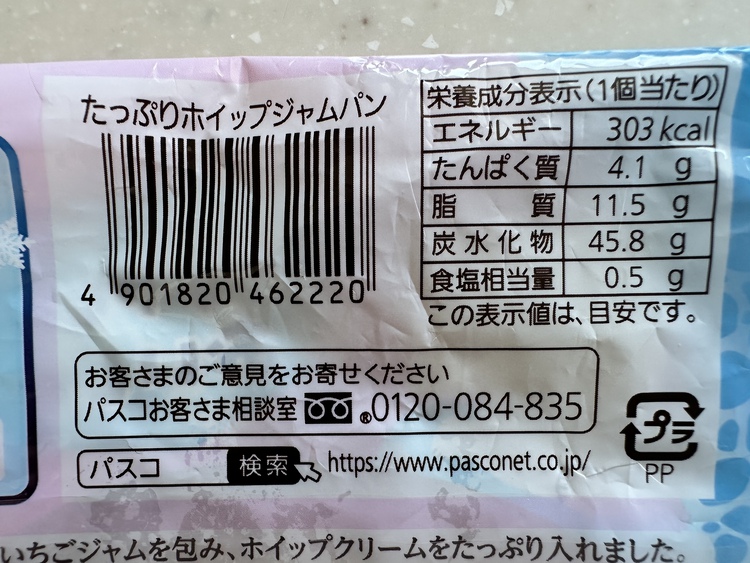 たっぷりホイップジャムパン
4 901820 462220
栄養成分表示(1個当たり)
エネルギー 303 kcal
たんぱく質 4.1 g
脂質 11.5 g
炭水化物 45.8 g
食塩相当量 0.5 g
この表示値は、目安です。
お客さまのご意見をお寄せください
パスコお客さま相談室 ®0120-084-835
パスコ 検索 https://www.pasconet.co.jp/
プラ
PP
いちごジャムを包み、ホイップクリームをたっぷり入れました。